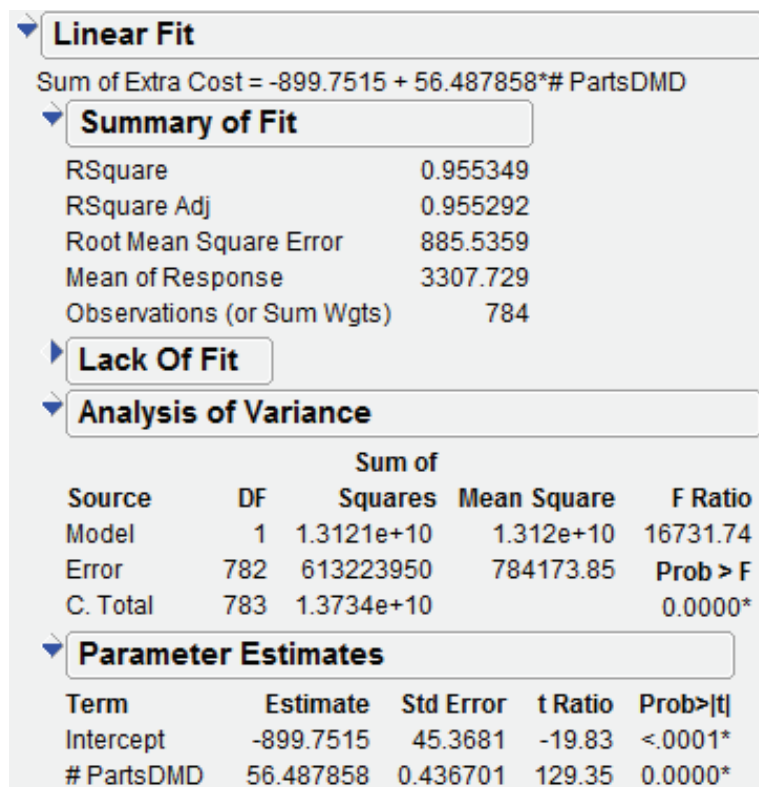 Linear Fit
Sum of Extra Cost = -899.7515 + 56.487858*# PartsDMD
Summary of Fit
RSquare 0.955349
RSquare Adj 0.955292
Root Mean Square Error 885.5359
Mean of Response 3307.729
Observations (or Sum Wgts) 784
Lack Of Fit
Analysis of Variance
Sum of
Source DF Squares Mean Square F Ratio
Model 1 1.3121e+10 1.312e+10 16731.74
Error 782 613223950 784173.85 Prob > F
C. Total 783 1.3734e+10 0.0000*
Parameter Estimates
Term Estimate Std Error t Ratio Prob>|t|
Intercept -899.7515 45.3681 -19.83 <.0001*
# PartsDMD 56.487858 0.436701 129.35 0.0000*